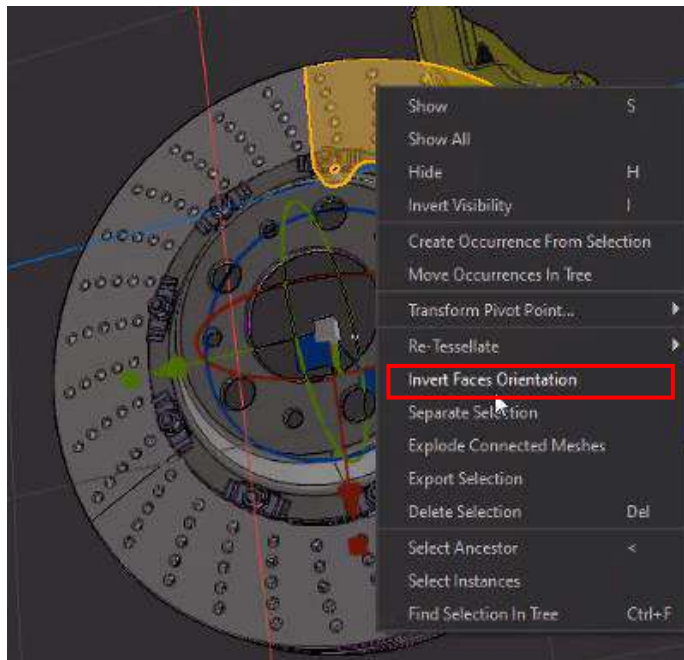 Show S
Show All
Hide H
Invert Visibility I
Create Occurrence From Selection
Move Occurrences In Tree
Transform Pivot Point...
Re-Tessellate
Invert Faces Orientation
Separate Selection
Explode Connected Meshes
Export Selection
Delete Selection Del
Select Ancestor <
Select Instances
Find Selection In Tree Ctrl+F